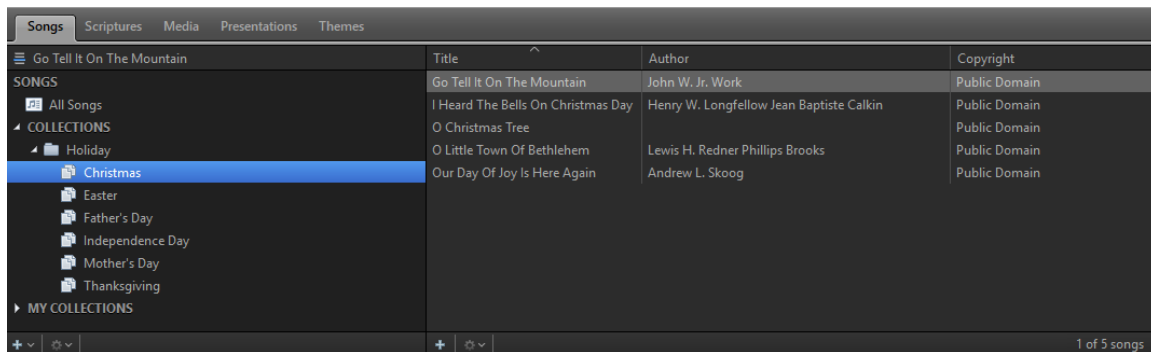 Songs Scriptures Media Presentations Themes
Go Tell It On The Mountain Title Author Copyright
SONGS Go Tell It On The Mountain John W. Jr. Work Public Domain
All Songs I Heard The Bells On Christmas Day Henry W. Longfellow Jean Baptiste Calkin Public Domain
COLLECTIONS O Christmas Tree Public Domain
Holiday O Little Town Of Bethlehem Lewis H. Redner Phillips Brooks Public Domain
Christmas Our Day Of Joy Is Here Again Andrew L. Skoog Public Domain
Easter
Father's Day
Independence Day
Mother's Day
Thanksgiving
MY COLLECTIONS
1 of 5 songs